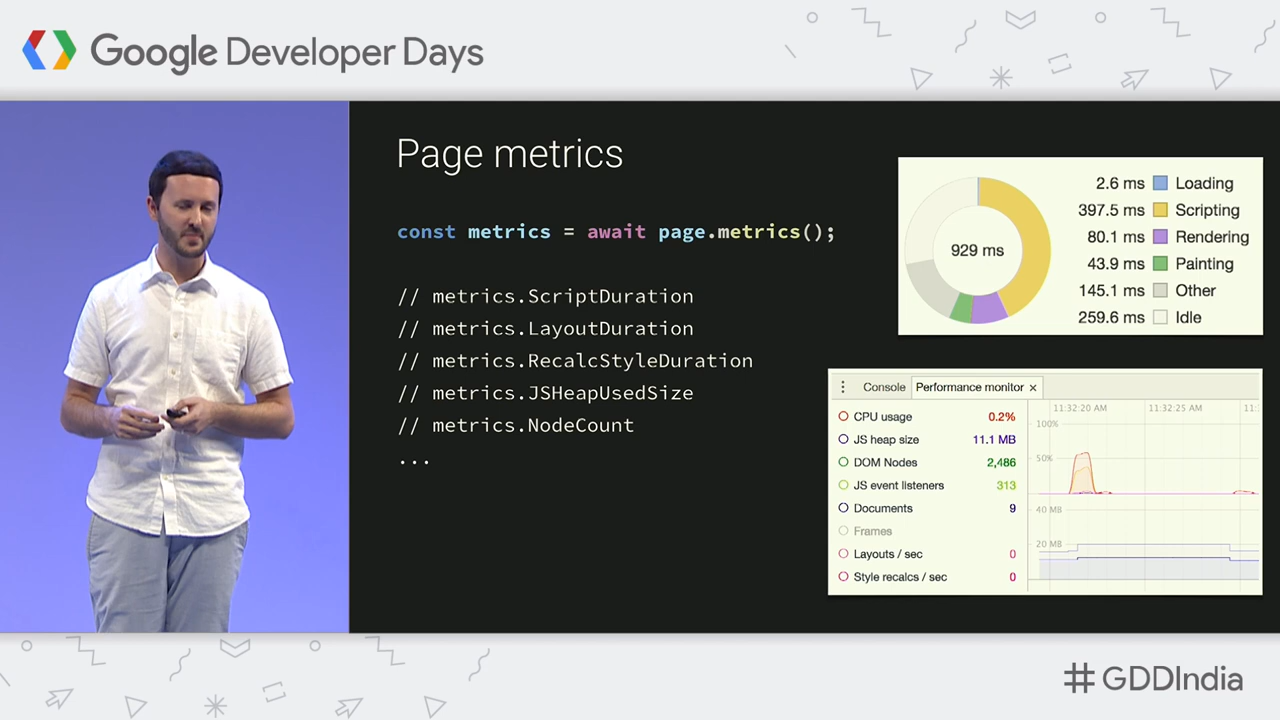 Google Developer Days
Page metrics
const metrics = await page.metrics();
// metrics.ScriptDuration
// metrics.LayoutDuration
// metrics.RecalcStyleDuration
// metrics.JSHeapUsedSize
// metrics.NodeCount
...
929 ms
2.6 ms Loading
397.5 ms Scripting
80.1 ms Rendering
43.9 ms Painting
145.1 ms Other
259.6 ms Idle
Console Performance monitor ×
CPU usage 0.2%
JS heap size 11.1 MB
DOM Nodes 2,486
JS event listeners 313
Documents 9
Frames
Layouts / sec 0
Style recalcs / sec 0
11:32:20 AM 11:32:25 AM 11:
100%
50%
40 MB
20 MB
#GDDIndia